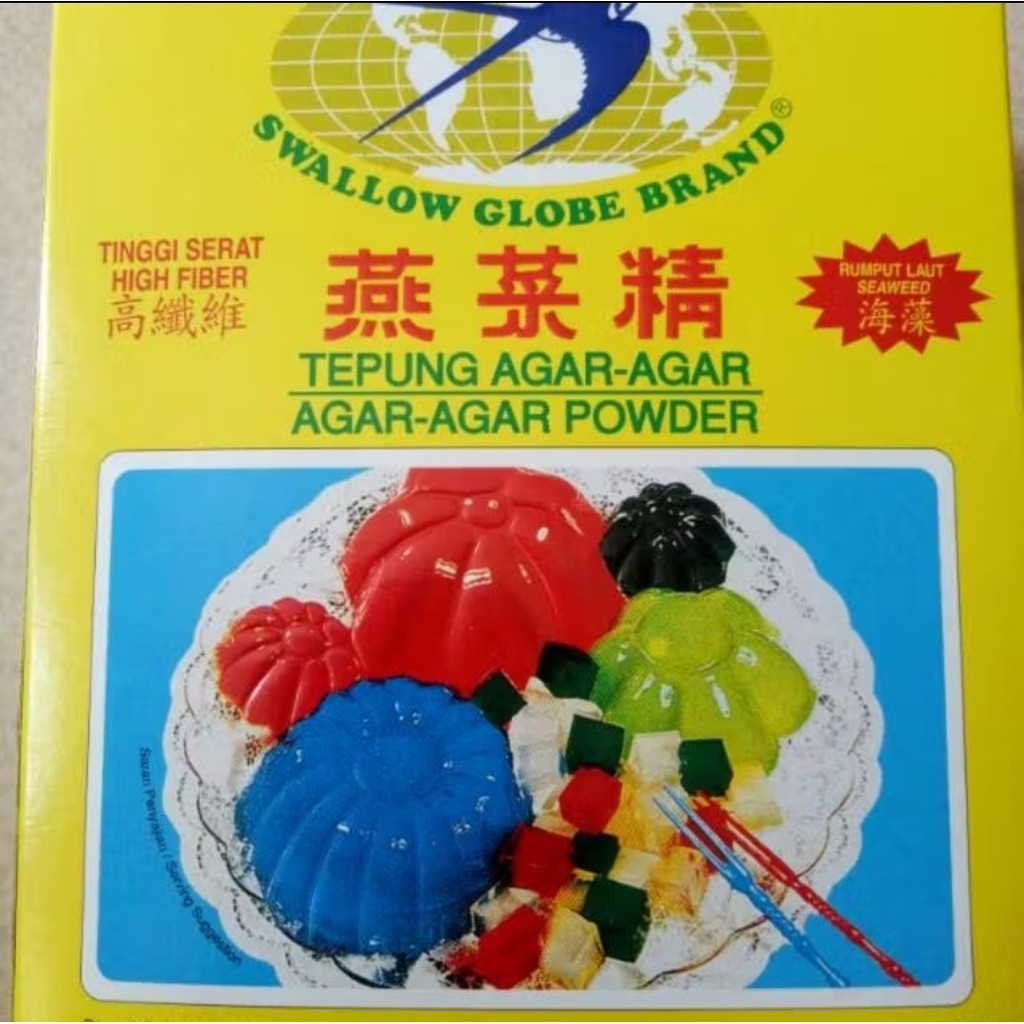 SWALLOW GLOBE BRAND®
TINGGI SERAT
HIGH FIBER
高纖維
燕菜精
RUMPUT LAUT
SEAWEED
海藻
TEPUNG AGAR-AGAR
AGAR-AGAR POWDER
Saran Penyajian / Serving Suggestion